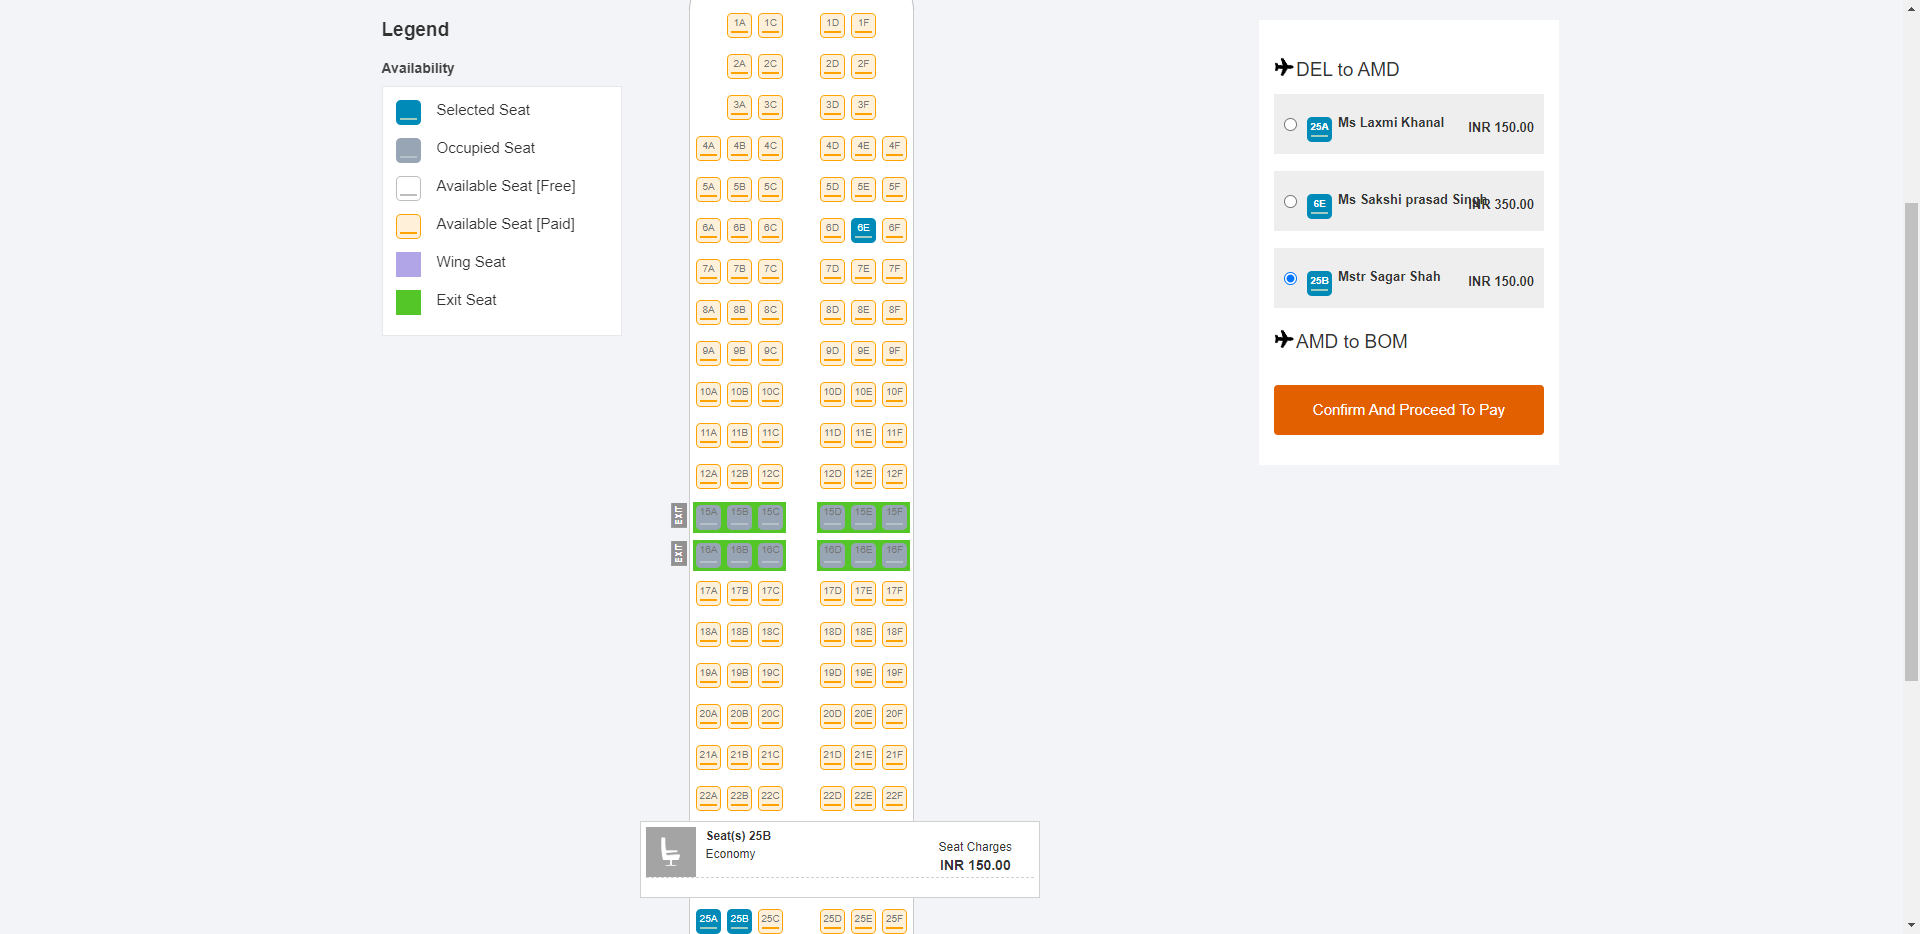 Legend
Availability
Selected Seat
Occupied Seat
Available Seat [Free]
Available Seat [Paid]
Wing Seat
Exit Seat
1A 1C 1D 1F
2A 2C 2D 2F
3A 3C 3D 3F
4A 4B 4C 4D 4E 4F
5A 5B 5C 5D 5E 5F
6A 6B 6C 6D 6E 6F
7A 7B 7C 7D 7E 7F
8A 8B 8C 8D 8E 8F
9A 9B 9C 9D 9E 9F
10A 10B 10C 10D 10E 10F
11A 11B 11C 11D 11E 11F
12A 12B 12C 12D 12E 12F
EXIT 15A 15B 15C 15D 15E 15F
EXIT 16A 16B 16C 16D 16E 16F
17A 17B 17C 17D 17E 17F
18A 18B 18C 18D 18E 18F
19A 19B 19C 19D 19E 19F
20A 20B 20C 20D 20E 20F
21A 21B 21C 21D 21E 21F
22A 22B 22C 22D 22E 22F
Seat(s) 25B
Economy
Seat Charges
INR 150.00
25A 25B 25C 25D 25E 25F
DEL to AMD
25A Ms Laxmi Khanal INR 150.00
6E Ms Sakshi prasad Singh INR 350.00
25B Mstr Sagar Shah INR 150.00
AMD to BOM
Confirm And Proceed To Pay